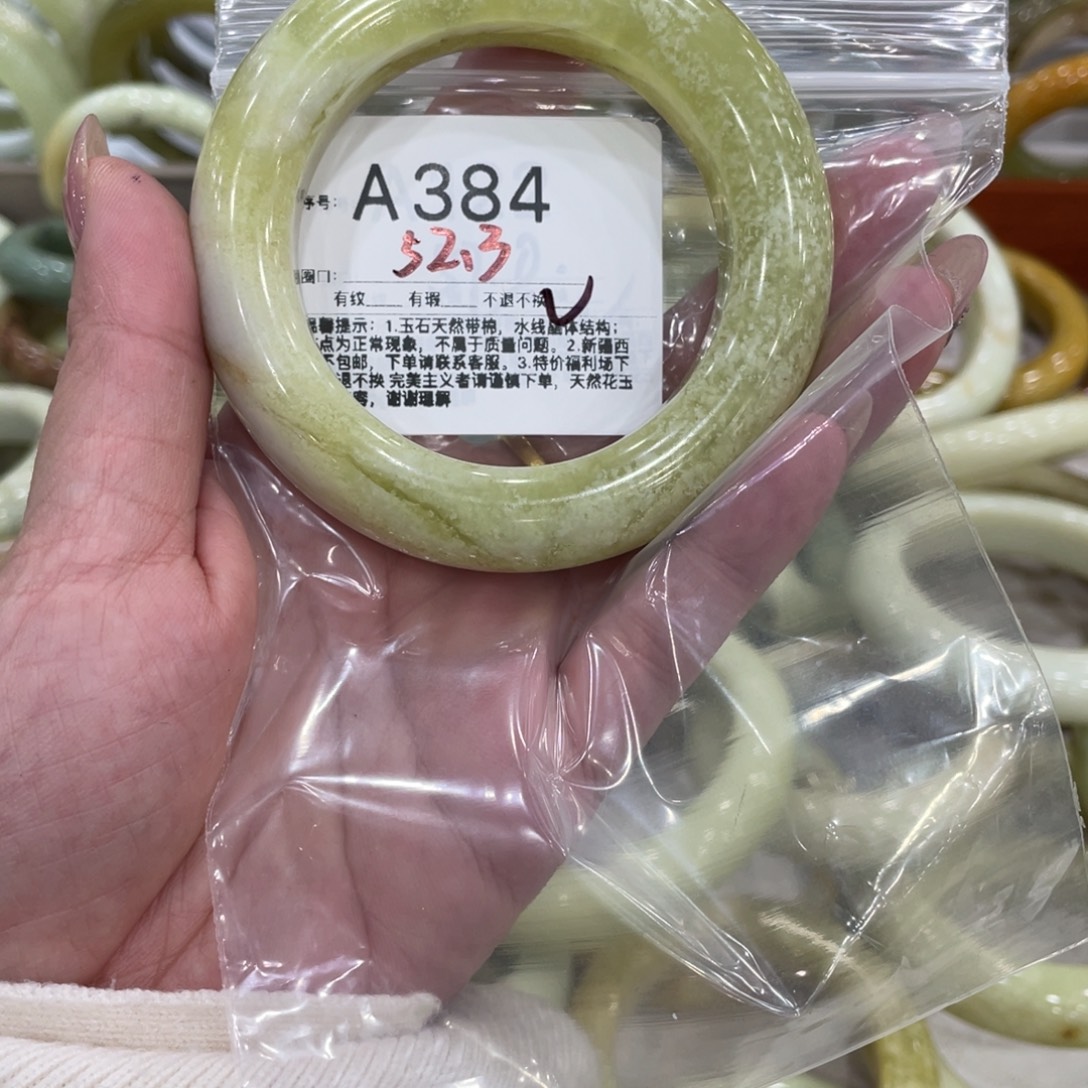 序号: A384
圈口: 52.3
有纹____ 有瑕____ 不退不换
提示：1.玉石天然带棉，水线晶体结构；
点为正常现象，不属于质量问题。2.新疆西
不包邮，下单请联系客服。3.特价福利场下
退不换 完美主义者请谨慎下单，天然花玉
谢谢理解